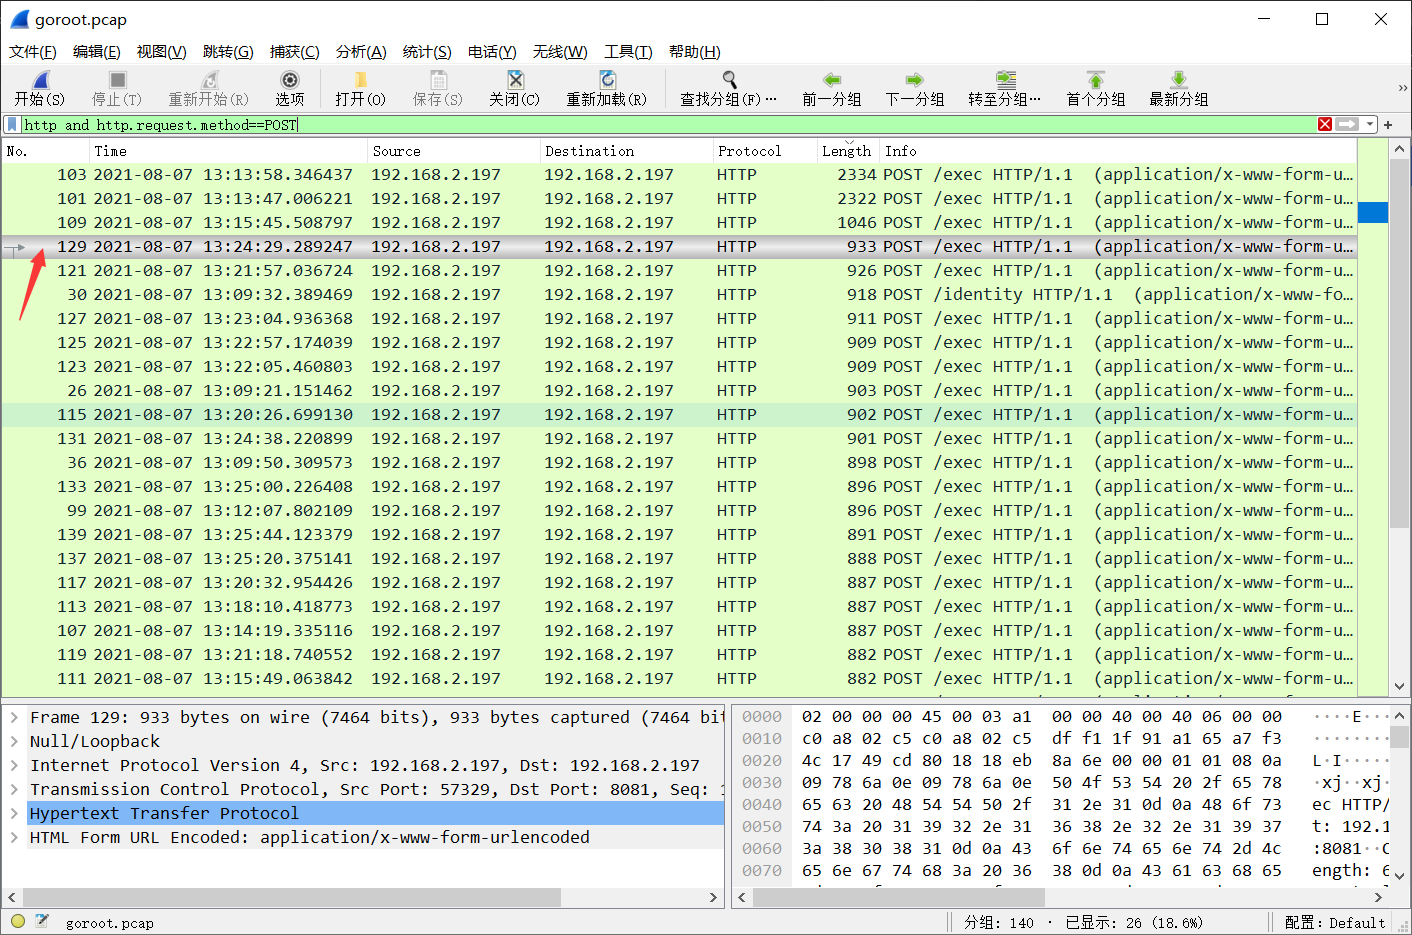 goroot.pcap
文件(F) 编辑(E) 视图(V) 跳转(G) 捕获(C) 分析(A) 统计(S) 电话(Y) 无线(W) 工具(T) 帮助(H)
开始(S) 停止(T) 重新开始(R) 选项 打开(O) 保存(S) 关闭(C) 重新加载(R) 查找分组(F)… 前一分组 下一分组 转至分组… 首个分组 最新分组 »
http and http.request.method==POST
No. Time Source Destination Protocol Length Info
103 2021-08-07 13:13:58.346437 192.168.2.197 192.168.2.197 HTTP 2334 POST /exec HTTP/1.1 (application/x-www-form-u…
101 2021-08-07 13:13:47.006221 192.168.2.197 192.168.2.197 HTTP 2322 POST /exec HTTP/1.1 (application/x-www-form-u…
109 2021-08-07 13:15:45.508797 192.168.2.197 192.168.2.197 HTTP 1046 POST /exec HTTP/1.1 (application/x-www-form-u…
129 2021-08-07 13:24:29.289247 192.168.2.197 192.168.2.197 HTTP 933 POST /exec HTTP/1.1 (application/x-www-form-u…
121 2021-08-07 13:21:57.036724 192.168.2.197 192.168.2.197 HTTP 926 POST /exec HTTP/1.1 (application/x-www-form-u…
30 2021-08-07 13:09:32.389469 192.168.2.197 192.168.2.197 HTTP 918 POST /identity HTTP/1.1 (application/x-www-fo…
127 2021-08-07 13:23:04.936368 192.168.2.197 192.168.2.197 HTTP 911 POST /exec HTTP/1.1 (application/x-www-form-u…
125 2021-08-07 13:22:57.174039 192.168.2.197 192.168.2.197 HTTP 909 POST /exec HTTP/1.1 (application/x-www-form-u…
123 2021-08-07 13:22:05.460803 192.168.2.197 192.168.2.197 HTTP 909 POST /exec HTTP/1.1 (application/x-www-form-u…
26 2021-08-07 13:09:21.151462 192.168.2.197 192.168.2.197 HTTP 903 POST /exec HTTP/1.1 (application/x-www-form-u…
115 2021-08-07 13:20:26.699130 192.168.2.197 192.168.2.197 HTTP 902 POST /exec HTTP/1.1 (application/x-www-form-u…
131 2021-08-07 13:24:38.220899 192.168.2.197 192.168.2.197 HTTP 901 POST /exec HTTP/1.1 (application/x-www-form-u…
36 2021-08-07 13:09:50.309573 192.168.2.197 192.168.2.197 HTTP 898 POST /exec HTTP/1.1 (application/x-www-form-u…
133 2021-08-07 13:25:00.226408 192.168.2.197 192.168.2.197 HTTP 896 POST /exec HTTP/1.1 (application/x-www-form-u…
99 2021-08-07 13:12:07.802109 192.168.2.197 192.168.2.197 HTTP 896 POST /exec HTTP/1.1 (application/x-www-form-u…
139 2021-08-07 13:25:44.123379 192.168.2.197 192.168.2.197 HTTP 891 POST /exec HTTP/1.1 (application/x-www-form-u…
137 2021-08-07 13:25:20.375141 192.168.2.197 192.168.2.197 HTTP 888 POST /exec HTTP/1.1 (application/x-www-form-u…
117 2021-08-07 13:20:32.954426 192.168.2.197 192.168.2.197 HTTP 887 POST /exec HTTP/1.1 (application/x-www-form-u…
113 2021-08-07 13:18:10.418773 192.168.2.197 192.168.2.197 HTTP 887 POST /exec HTTP/1.1 (application/x-www-form-u…
107 2021-08-07 13:14:19.335116 192.168.2.197 192.168.2.197 HTTP 887 POST /exec HTTP/1.1 (application/x-www-form-u…
119 2021-08-07 13:21:18.740552 192.168.2.197 192.168.2.197 HTTP 882 POST /exec HTTP/1.1 (application/x-www-form-u…
111 2021-08-07 13:15:49.063842 192.168.2.197 192.168.2.197 HTTP 882 POST /exec HTTP/1.1 (application/x-www-form-u…
Frame 129: 933 bytes on wire (7464 bits), 933 bytes captured (7464 bit
Null/Loopback
Internet Protocol Version 4, Src: 192.168.2.197, Dst: 192.168.2.197
Transmission Control Protocol, Src Port: 57329, Dst Port: 8081, Seq: 1
Hypertext Transfer Protocol
HTML Form URL Encoded: application/x-www-form-urlencoded
0000 02 00 00 00 45 00 03 a1 00 00 40 00 40 06 00 00 ····E···
0010 c0 a8 02 c5 c0 a8 02 c5 df f1 1f 91 a1 65 a7 f3 ········
0020 4c 17 49 cd 80 18 18 eb 8a 6e 00 00 01 01 08 0a L·I·····
0030 09 78 6a 0e 09 78 6a 0e 50 4f 53 54 20 2f 65 78 ·xj··xj·
0040 65 63 20 48 54 54 50 2f 31 2e 31 0d 0a 48 6f 73 ec HTTP/
0050 74 3a 20 31 39 32 2e 31 36 38 2e 32 2e 31 39 37 t: 192.1
0060 3a 38 30 38 31 0d 0a 43 6f 6e 74 65 6e 74 2d 4c :8081··C
0070 65 6e 67 74 68 3a 20 36 38 0d 0a 43 61 63 68 65 ength: 6
goroot.pcap 分组: 140 · 已显示: 26 (18.6%) 配置: Default